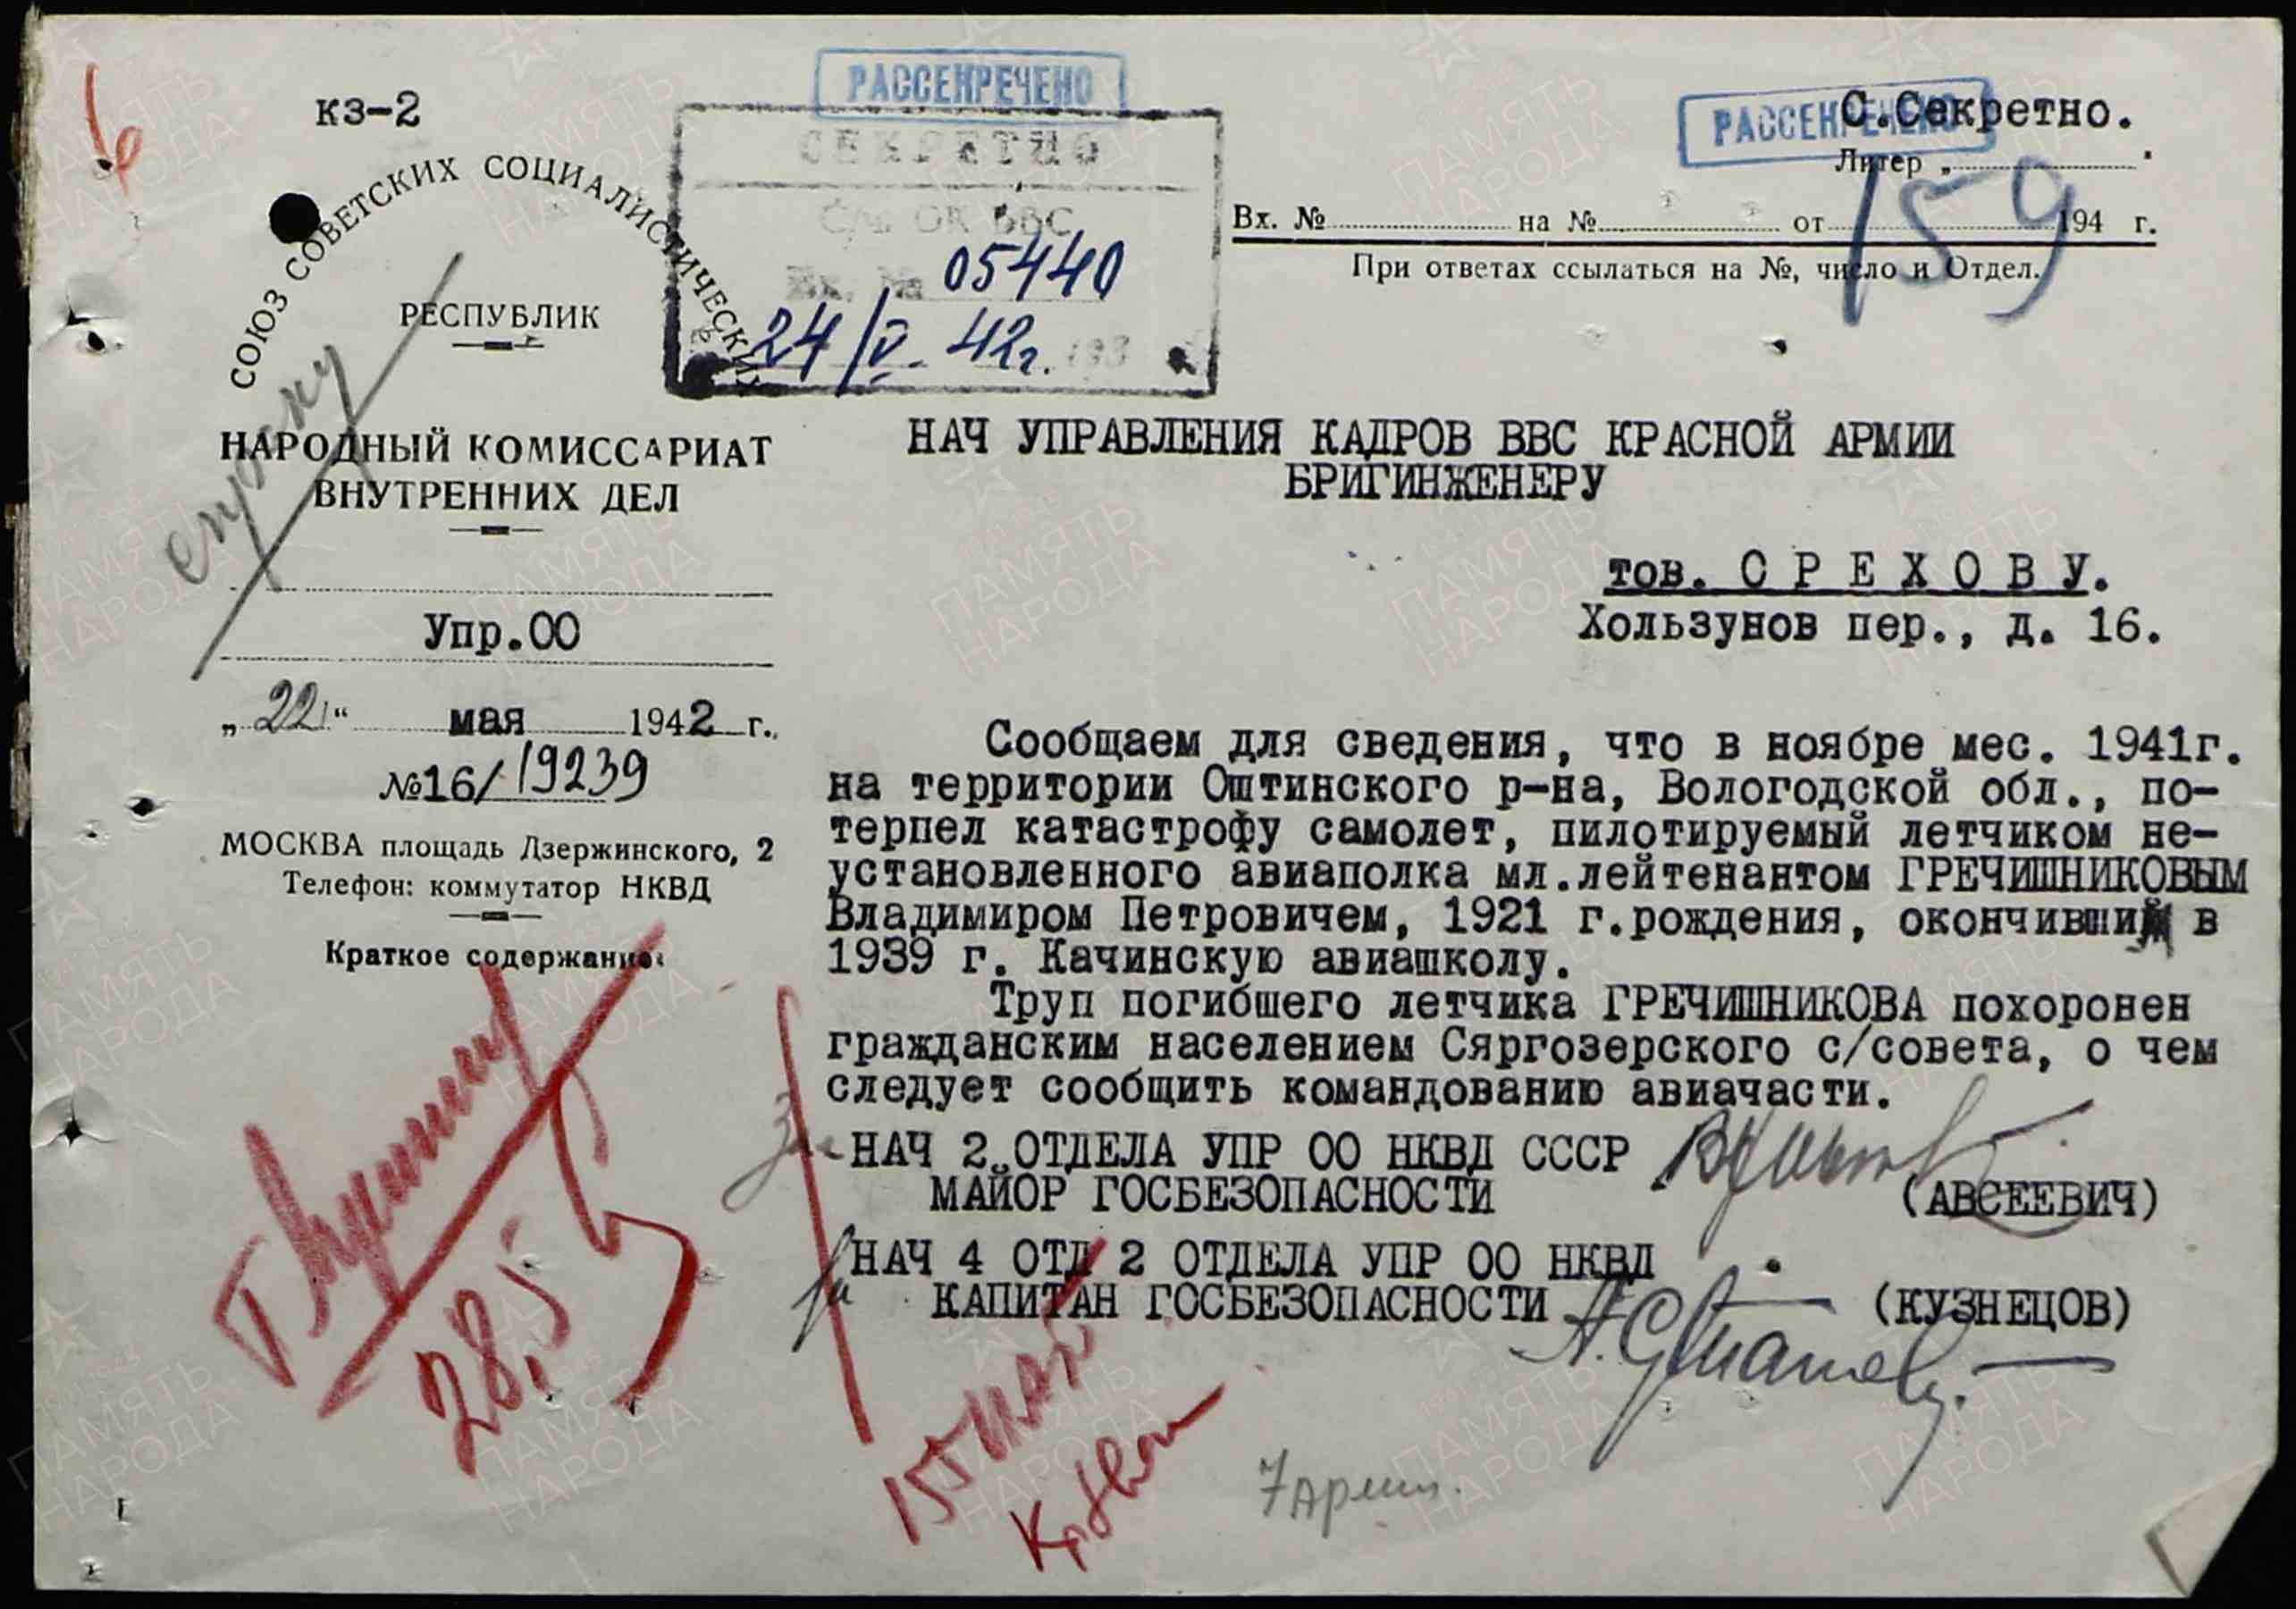 кз-2
РАССЕКРЕЧЕНО
СЕКРЕТНО
ОК ВВС
Вх. № 05440
24/V 42г. 193
РАССЕКРЕЧЕНО
С.Секретно.
Литер „ "
159
Вх. № на № от 194 г.
При ответах ссылаться на №, число и Отдел.
СОЮЗ СОВЕТСКИХ СОЦИАЛИСТИЧЕСКИХ
РЕСПУБЛИК
НАРОДНЫЙ КОМИССАРИАТ
ВНУТРЕННИХ ДЕЛ
Упр.ОО
„22" мая 1942 г.
№16/19239
МОСКВА площадь Дзержинского, 2
Телефон: коммутатор НКВД
Краткое содержание:
НАЧ УПРАВЛЕНИЯ КАДРОВ ВВС КРАСНОЙ АРМИИ
БРИГИНЖЕНЕРУ
тов. О Р Е Х О В У.
Хользунов пер., д. 16.
Сообщаем для сведения, что в ноябре мес. 1941г.
на территории Оштинского р-на, Вологодской обл., по-
терпел катастрофу самолет, пилотируемый летчиком не-
установленного авиаполка мл.лейтенантом ГРЕЧИШНИКОВЫМ
Владимиром Петровичем, 1921 г.рождения, окончивший в
1939 г. Качинскую авиашколу.
Труп погибшего летчика ГРЕЧИШНИКОВА похоронен
гражданским населением Сяргозерского с/совета, о чем
следует сообщить командованию авиачасти.
НАЧ 2 ОТДЕЛА УПР ОО НКВД СССР
МАЙОР ГОСБЕЗОПАСНОСТИ (АВСЕЕВИЧ)
НАЧ 4 ОТД 2 ОТДЕЛА УПР ОО НКВД
КАПИТАН ГОСБЕЗОПАСНОСТИ (КУЗНЕЦОВ)
28,5
7 Арми
ПАМЯТЬ
НАРОДА